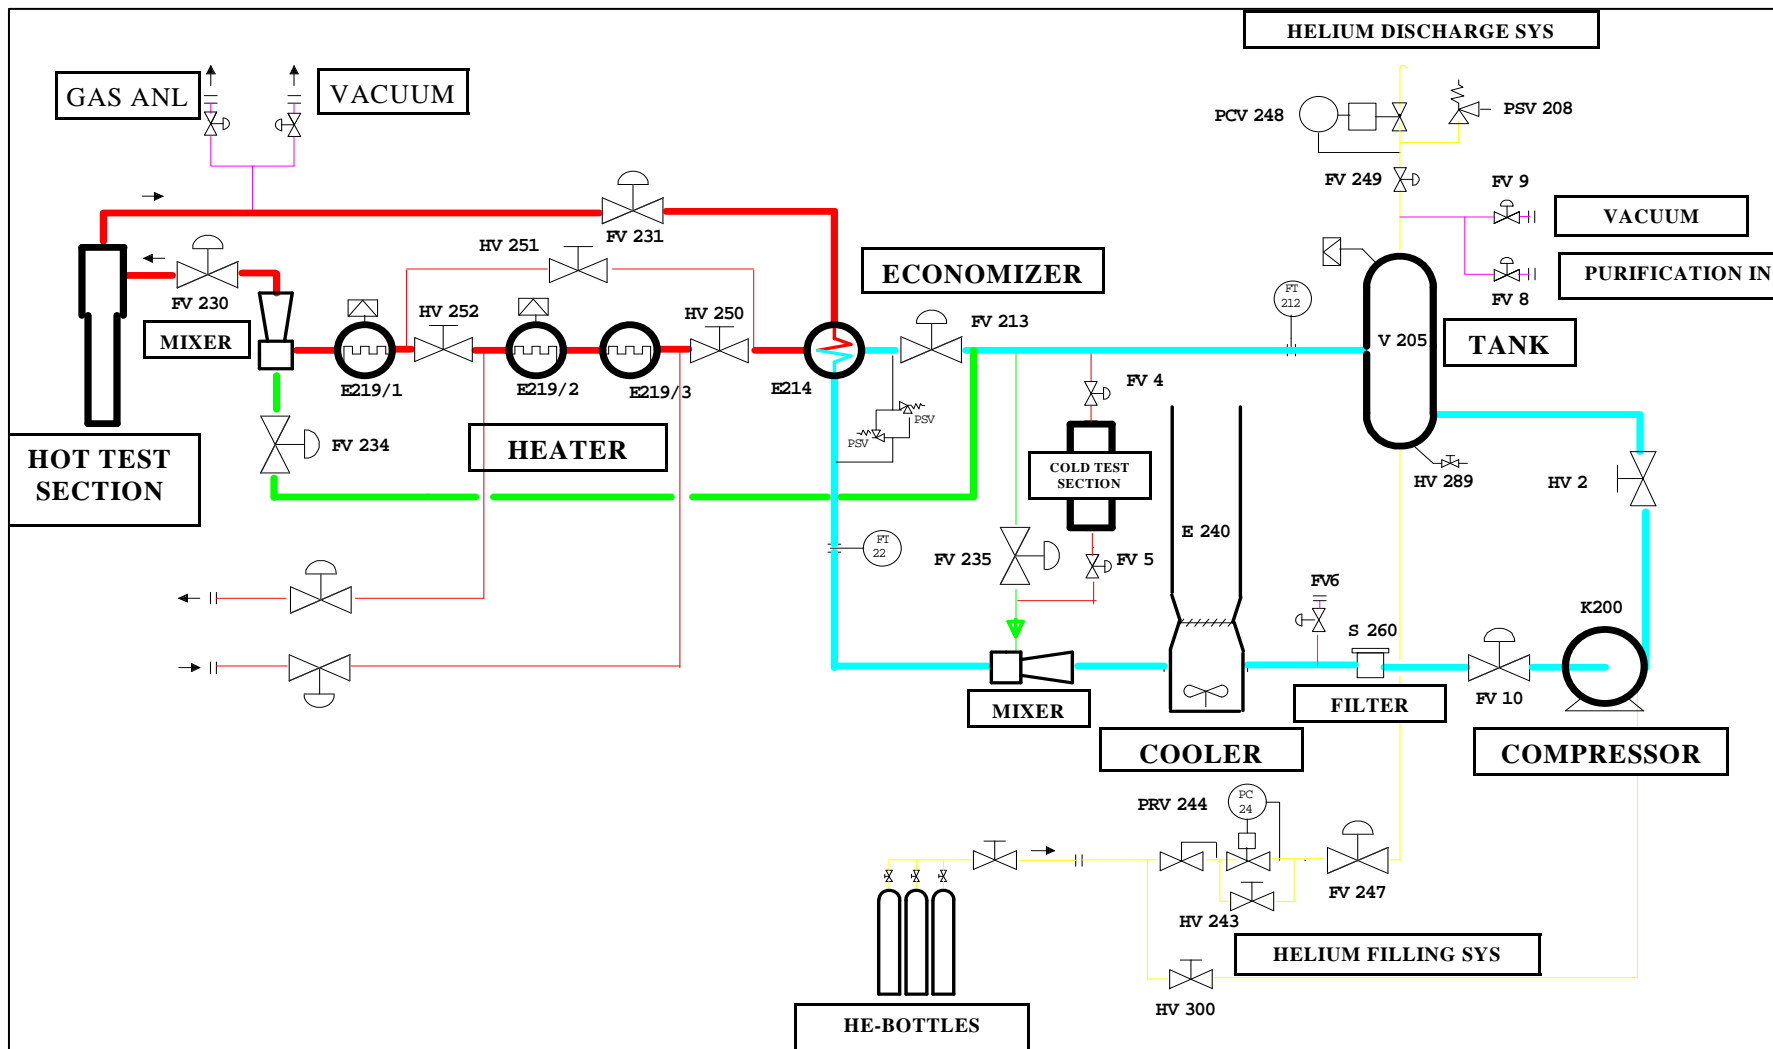 HELIUM DISCHARGE SYS
GAS ANL
VACUUM
PCV 248
PSV 208
FV 249
FV 9
VACUUM
FV 231
HV 251
ECONOMIZER
PURIFICATION IN
FV 8
FV 230
FT
212
MIXER
HV 252
HV 250
FV 213
V 205
TANK
E219/1
E219/2
E219/3
E214
FV 4
PSV
PSV
FV 234
HEATER
HOT TEST
SECTION
COLD TEST
SECTION
HV 289
HV 2
E 240
FT
22
FV 235
FV 5
FV6
K200
S 260
MIXER
FILTER
FV 10
COOLER
COMPRESSOR
PRV 244
PC
24
FV 247
HV 243
HELIUM FILLING SYS
HV 300
HE-BOTTLES